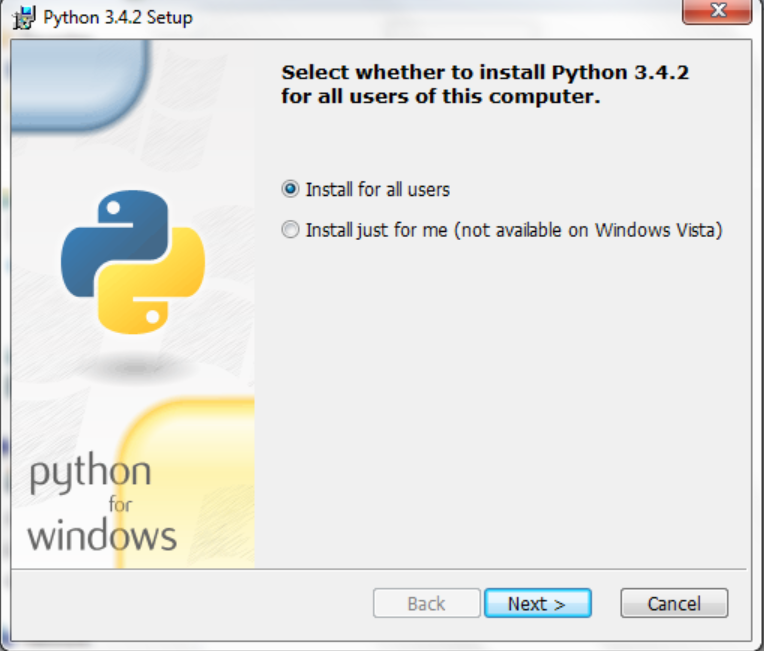 Python 3.4.2 Setup
Select whether to install Python 3.4.2
for all users of this computer.
Install for all users
Install just for me (not available on Windows Vista)
python
for
windows
Back
Next >
Cancel